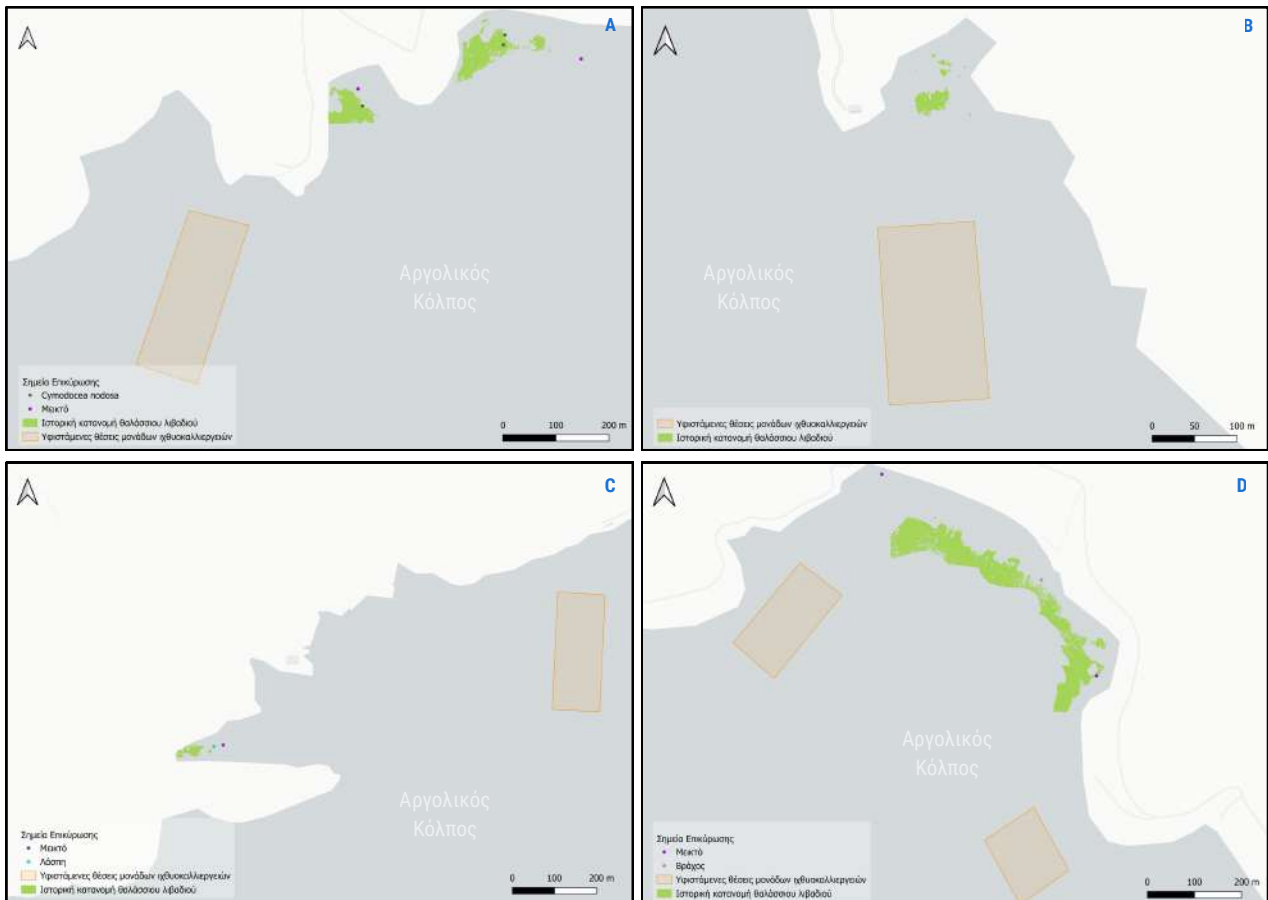 A
Αργολικός
Κόλπος
Σημεία Επικύρωσης
Cymodocea nodosa
Μεικτό
Ιστορική κατανομή θαλάσσιου λιβαδιού
Υφιστάμενες θέσεις μονάδων ιχθυοκαλλιεργειών
0 100 200 m
B
Αργολικός
Κόλπος
Υφιστάμενες θέσεις μονάδων ιχθυοκαλλιεργειών
Ιστορική κατανομή θαλάσσιου λιβαδιού
0 50 100 m
C
Αργολικός
Κόλπος
Σημεία Επικύρωσης
Μεικτό
Λάσπη
Υφιστάμενες θέσεις μονάδων ιχθυοκαλλιεργειών
Ιστορική κατανομή θαλάσσιου λιβαδιού
0 100 200 m
D
Αργολικός
Κόλπος
Σημεία Επικύρωσης
Μεικτό
Βράχος
Υφιστάμενες θέσεις μονάδων ιχθυοκαλλιεργειών
Ιστορική κατανομή θαλάσσιου λιβαδιού
0 100 200 m